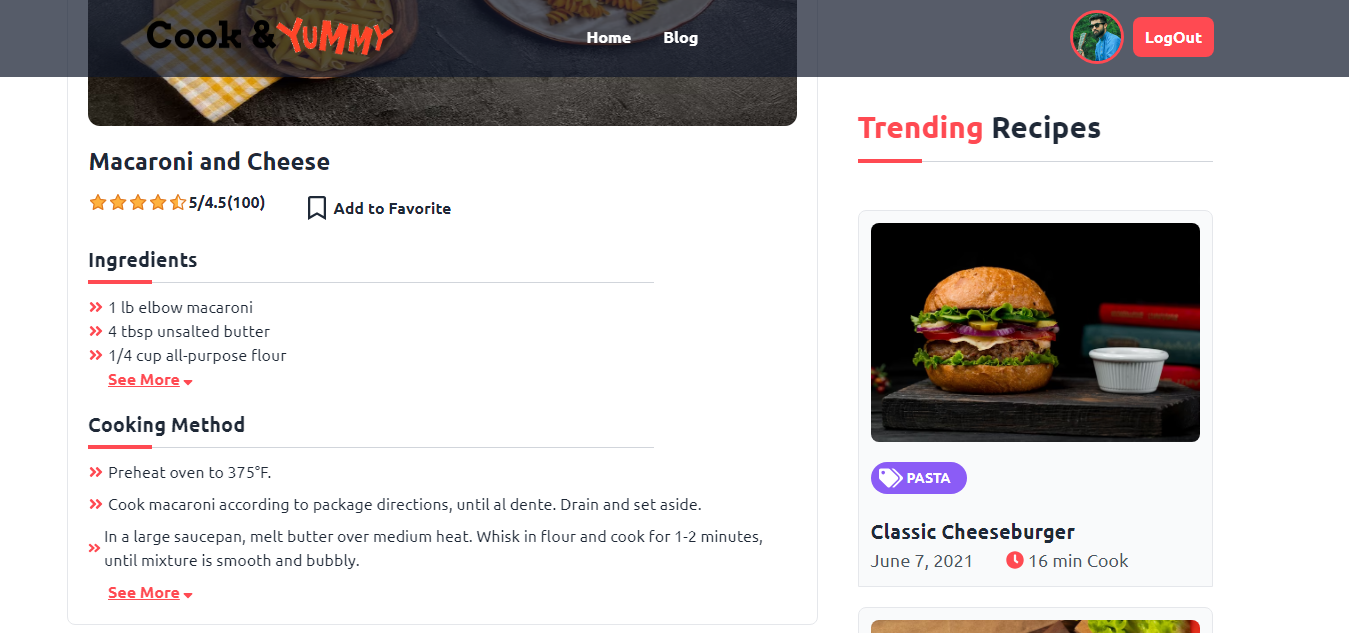 Cook & YUMMY
Home
Blog
LogOut
Macaroni and Cheese
5/4.5(100)
Add to Favorite
Ingredients
1 lb elbow macaroni
4 tbsp unsalted butter
1/4 cup all-purpose flour
See More
Cooking Method
Preheat oven to 375°F.
Cook macaroni according to package directions, until al dente. Drain and set aside.
In a large saucepan, melt butter over medium heat. Whisk in flour and cook for 1-2 minutes,
until mixture is smooth and bubbly.
See More
Trending Recipes
PASTA
Classic Cheeseburger
June 7, 2021
16 min Cook